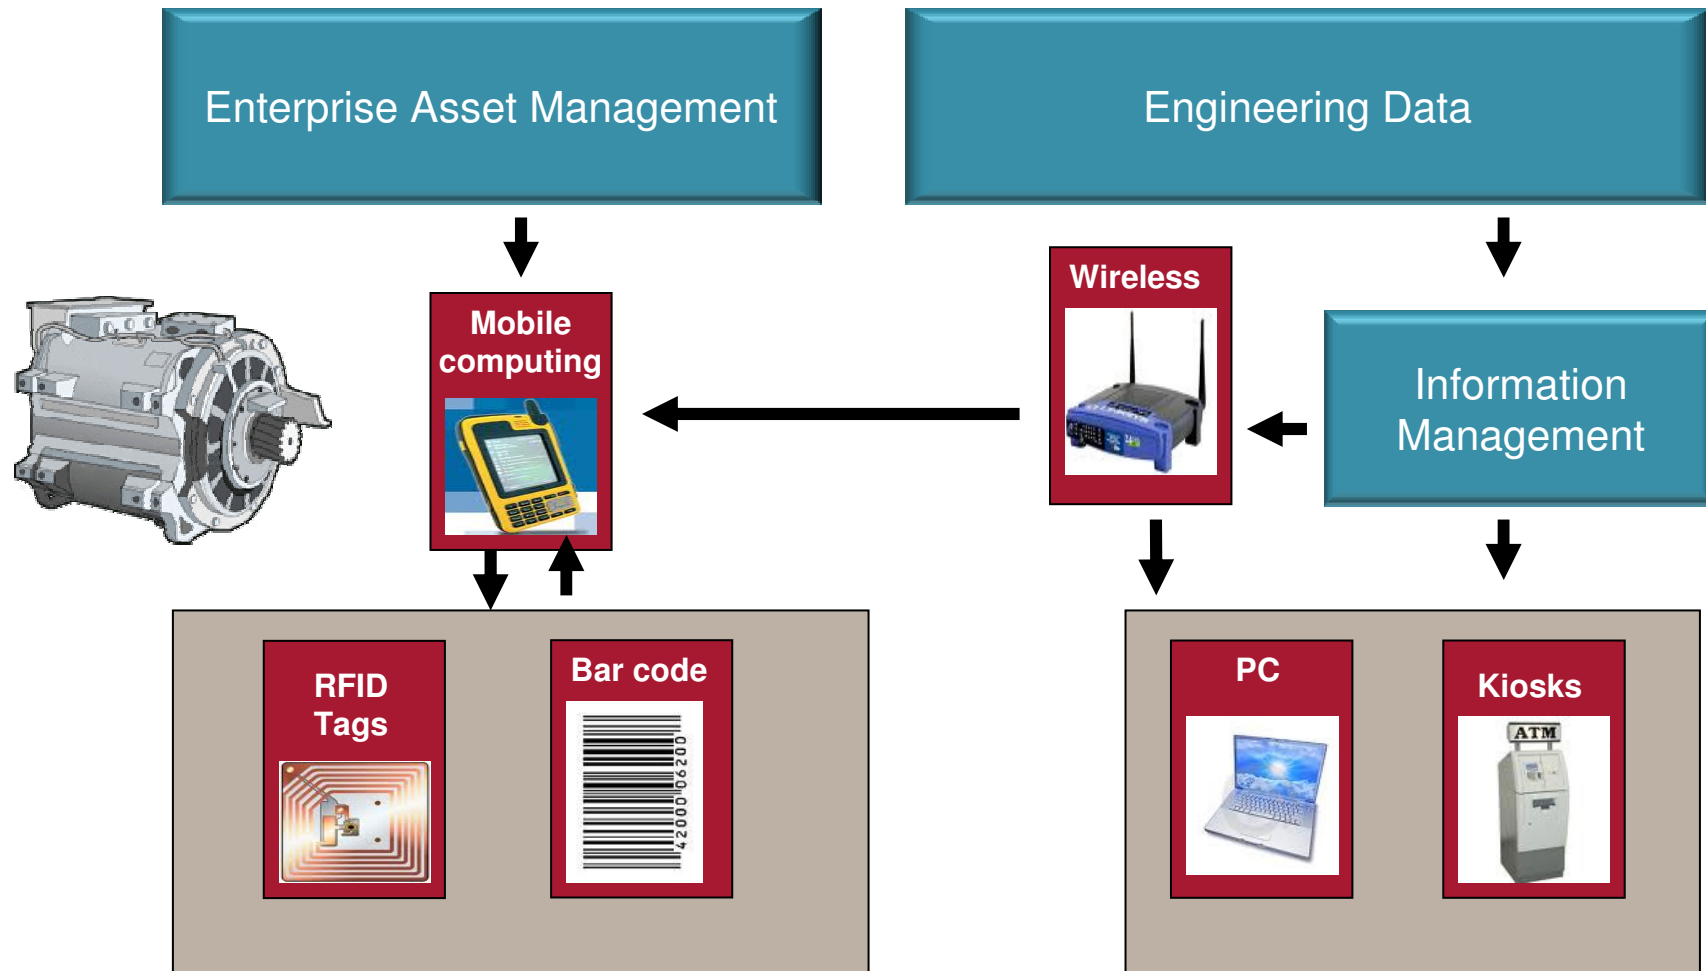 Enterprise Asset Management
Engineering Data
Wireless
Mobile
computing
Information
Management
RFID
Tags
Bar code
42000 06200
PC
Kiosks
ATM